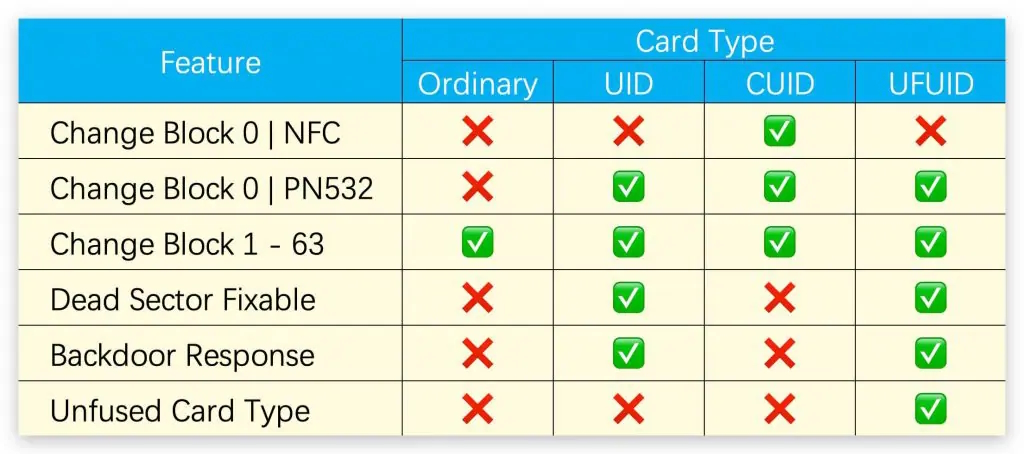 Feature
Card Type
Ordinary UID CUID UFUID
Change Block 0 | NFC ❌ ❌ ✅ ❌
Change Block 0 | PN532 ❌ ✅ ✅ ✅
Change Block 1 - 63 ✅ ✅ ✅ ✅
Dead Sector Fixable ❌ ✅ ❌ ✅
Backdoor Response ❌ ✅ ❌ ✅
Unfused Card Type ❌ ❌ ❌ ✅